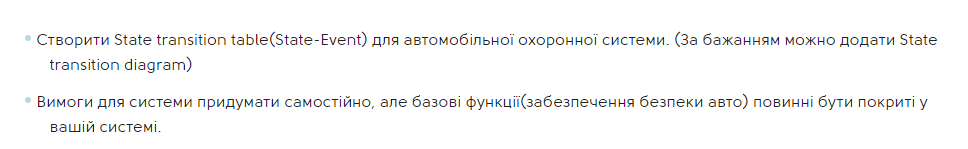 Створити State transition table(State-Event) для автомобільної охоронної системи. (За бажанням можно додати State
transition diagram)
Вимоги для системи придумати самостійно, але базові функції(забезпечення безпеки авто) повинні бути покриті у
вашій системі.